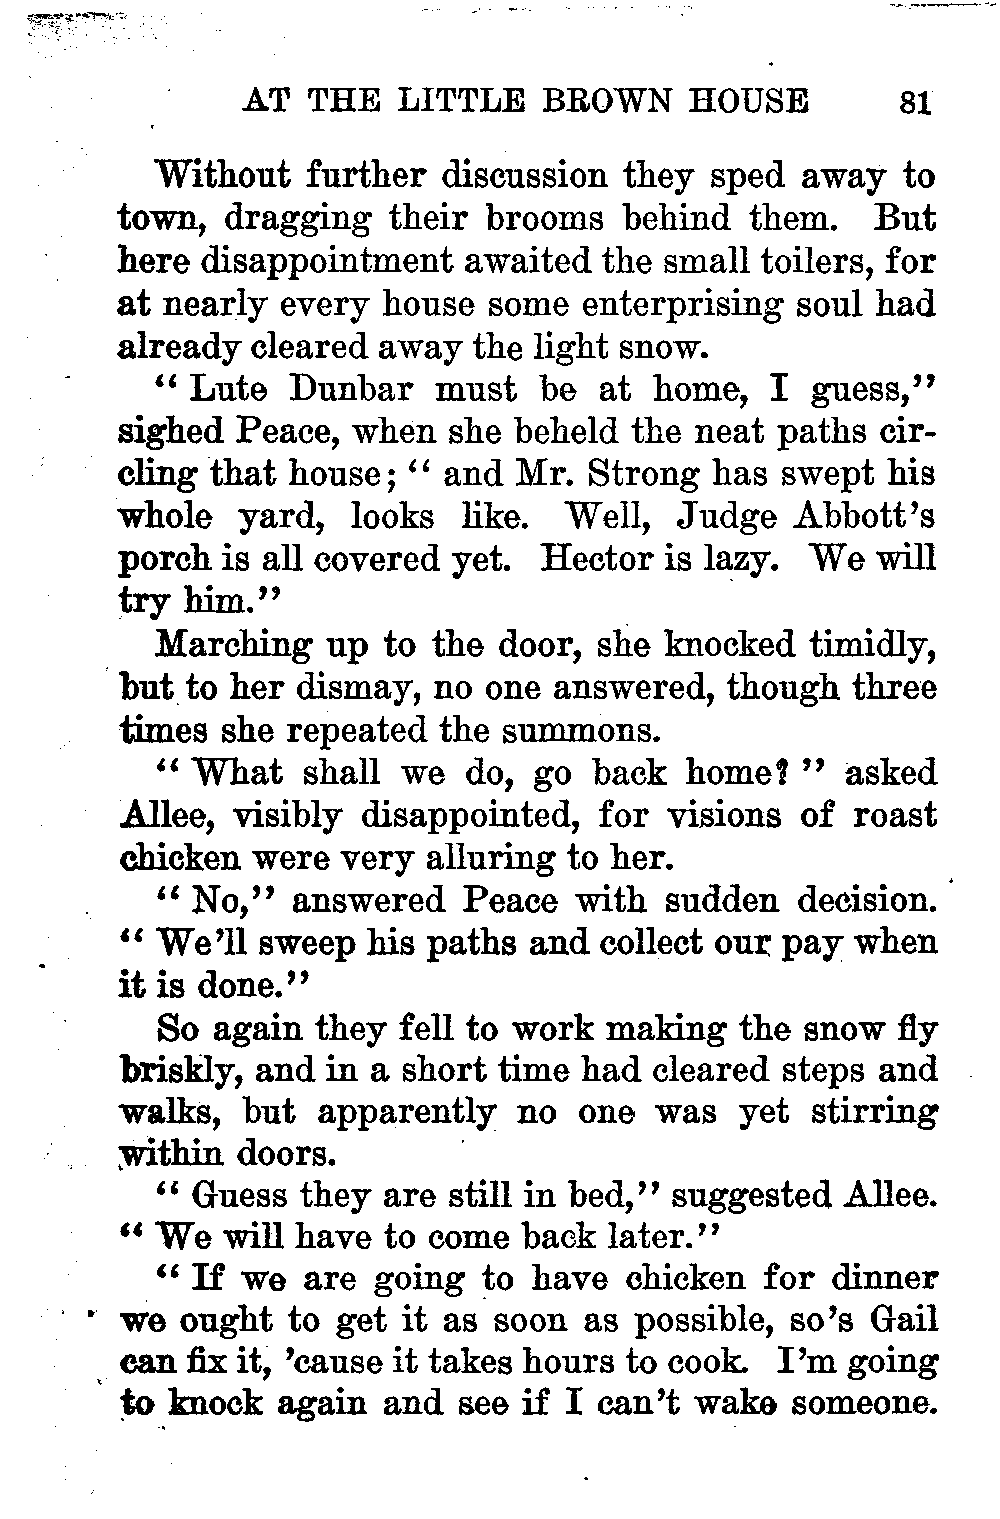 AT THE LITTLE BROWN HOUSE 81
Without further discussion they sped away to
town, dragging their brooms behind them. But
here disappointment awaited the small toilers, for
at nearly every house some enterprising soul had
already cleared away the light snow.
“ Lute Dunbar must be at home, I guess,”
sighed Peace, when she beheld the neat paths cir-
cling that house; “ and Mr. Strong has swept his
whole yard, looks like. Well, Judge Abbott’s
porch is all covered yet. Hector is lazy. We will
try him.”
Marching up to the door, she knocked timidly,
but to her dismay, no one answered, though three
times she repeated the summons.
“ What shall we do, go back home? ” asked
Allee, visibly disappointed, for visions of roast
chicken were very alluring to her.
“ No,” answered Peace with sudden decision.
“ We’ll sweep his paths and collect our pay when
it is done.”
So again they fell to work making the snow fly
briskly, and in a short time had cleared steps and
walks, but apparently no one was yet stirring
within doors.
“ Guess they are still in bed,” suggested Allee.
“ We will have to come back later.”
“ If we are going to have chicken for dinner
we ought to get it as soon as possible, so’s Gail
can fix it, ’cause it takes hours to cook. I’m going
to knock again and see if I can’t wake someone.